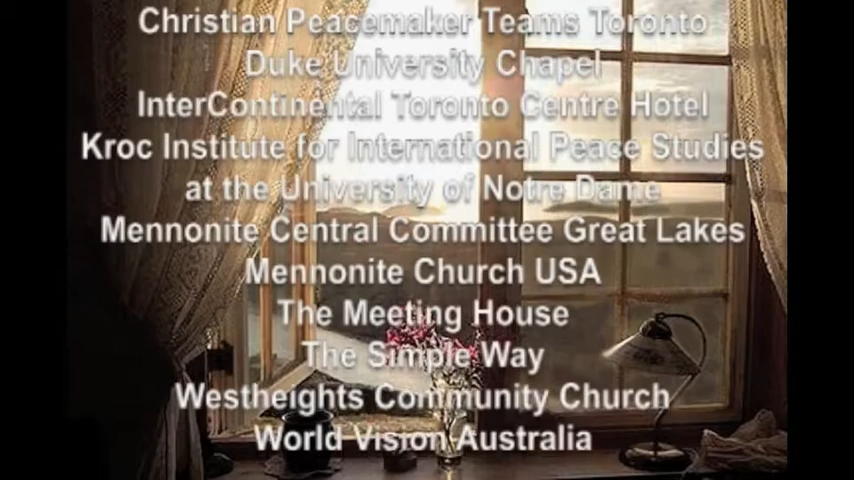 Christian Peacemaker Teams Toronto
Duke University Chapel
InterContinental Toronto Centre Hotel
Kroc Institute for International Peace Studies
at the University of Notre Dame
Mennonite Central Committee Great Lakes
Mennonite Church USA
The Meeting House
The Simple Way
Westheights Community Church
World Vision Australia